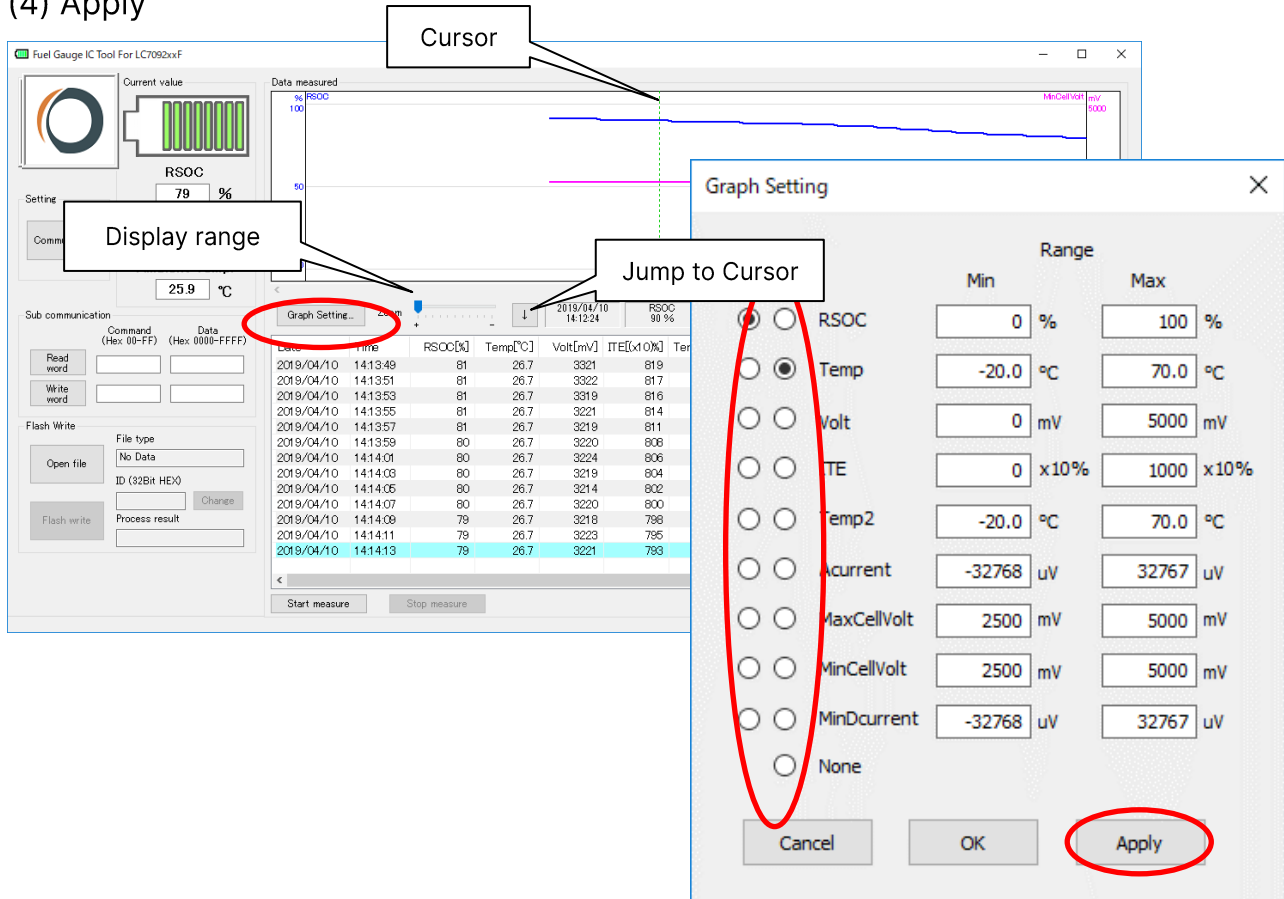 (4) Apply
Cursor
Fuel Gauge IC Tool For LC7092xxF
Current value
RSOC
79 %
25.9 ℃
Setting
Display range
Sub communication
Command
(Hex 00-FF)
Data
(Hex 0000-FFFF)
Read
word
Write
word
Flash Write
File type
Open file
No Data
ID (32Bit HEX)
Change
Flash write
Process result
Data measured
% RSOC
100
50
MinCellVolt mV
5000
Jump to Cursor
Graph Setting...
+ -
↓
2019/04/10
14:12:24
RSOC
90 %
RSOC[%] Temp[℃] Volt[mV] ITE[(x10)%]
2019/04/10 14:13:49 81 26.7 3321 819
2019/04/10 14:13:51 81 26.7 3322 817
2019/04/10 14:13:53 81 26.7 3319 816
2019/04/10 14:13:55 81 26.7 3221 814
2019/04/10 14:13:57 81 26.7 3219 811
2019/04/10 14:13:59 80 26.7 3220 808
2019/04/10 14:14:01 80 26.7 3224 806
2019/04/10 14:14:03 80 26.7 3219 804
2019/04/10 14:14:05 80 26.7 3214 802
2019/04/10 14:14:07 80 26.7 3220 800
2019/04/10 14:14:09 79 26.7 3218 798
2019/04/10 14:14:11 79 26.7 3223 795
2019/04/10 14:14:13 79 26.7 3221 793
Start measure
Stop measure
Graph Setting
Range
Min Max
RSOC 0 % 100 %
Temp -20.0 ℃ 70.0 ℃
Volt 0 mV 5000 mV
ITE 0 x10% 1000 x10%
Temp2 -20.0 ℃ 70.0 ℃
Acurrent -32768 uV 32767 uV
MaxCellVolt 2500 mV 5000 mV
MinCellVolt 2500 mV 5000 mV
MinDcurrent -32768 uV 32767 uV
None
Cancel OK Apply